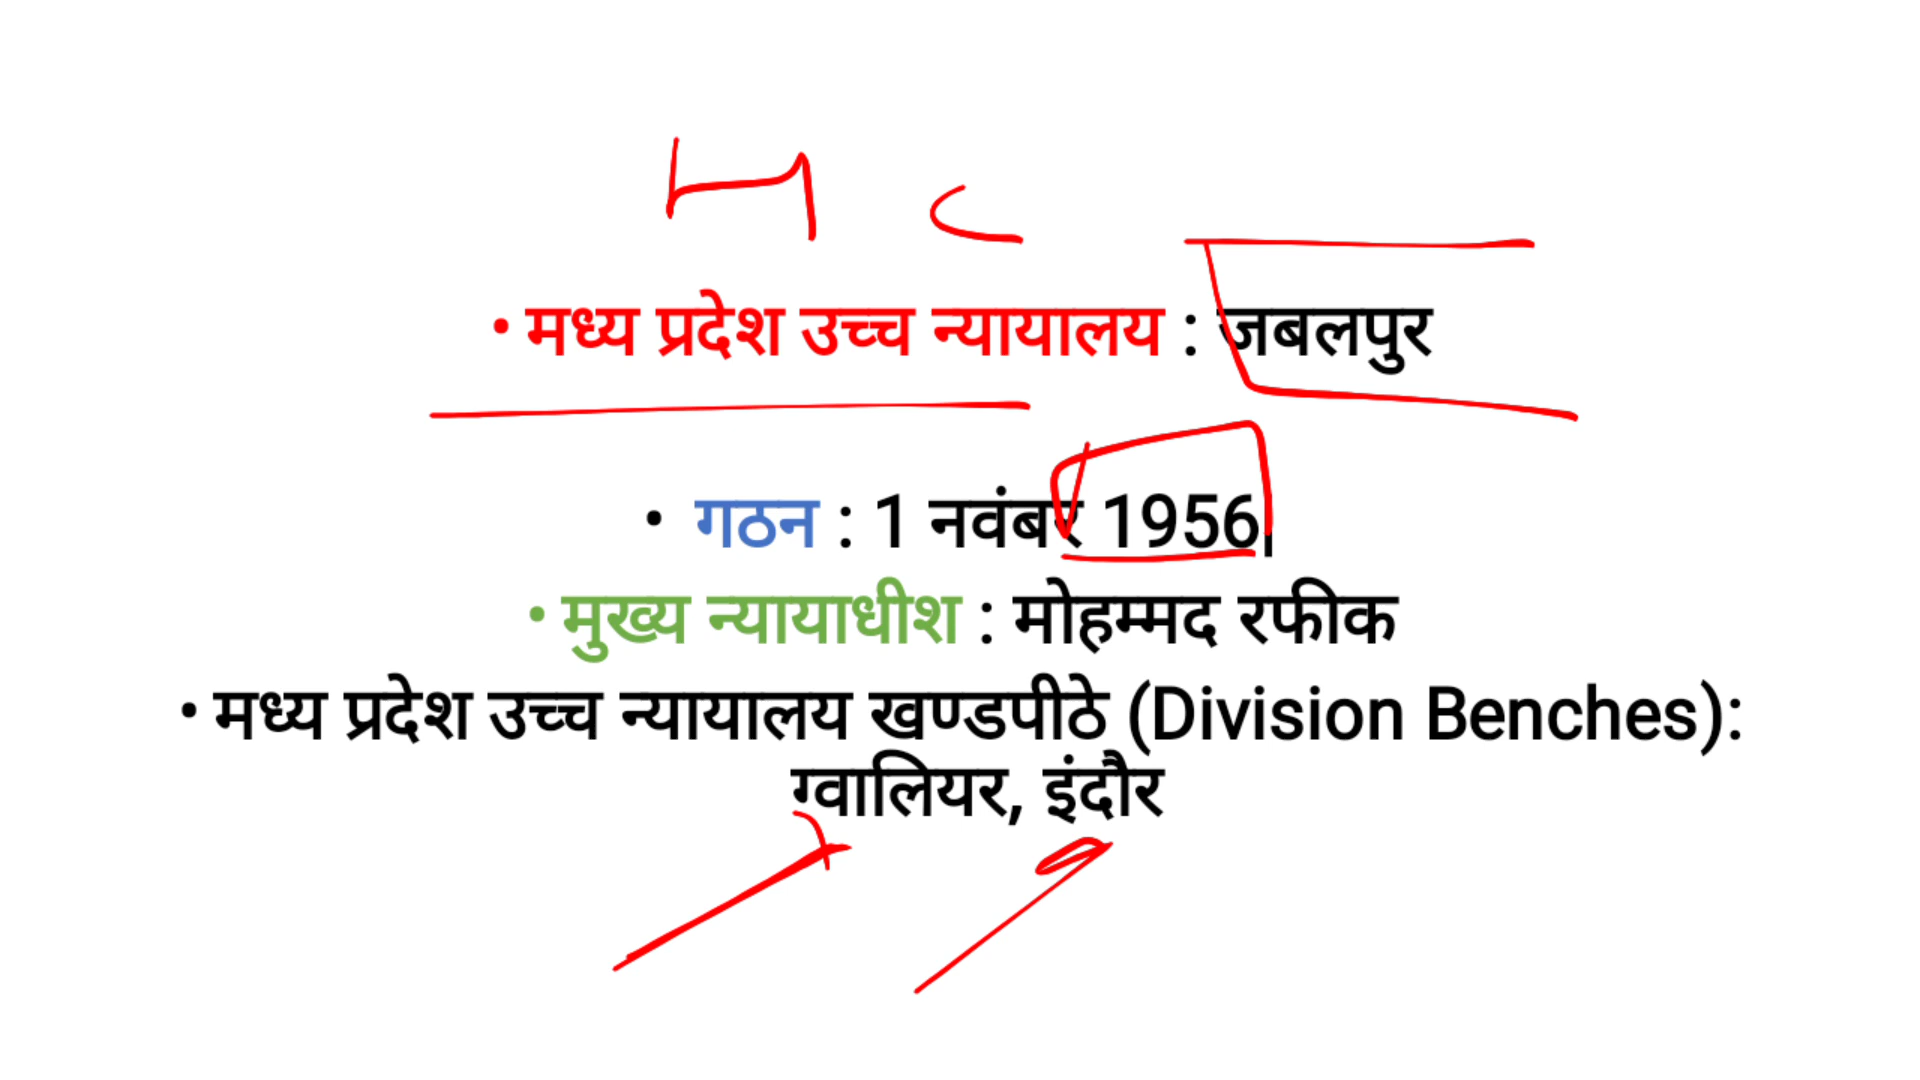 H C
• मध्य प्रदेश उच्च न्यायालय : जबलपुर
• गठन : 1 नवंबर 1956|
• मुख्य न्यायाधीश : मोहम्मद रफीक
• मध्य प्रदेश उच्च न्यायालय खण्डपीठे (Division Benches):
ग्वालियर, इंदौर